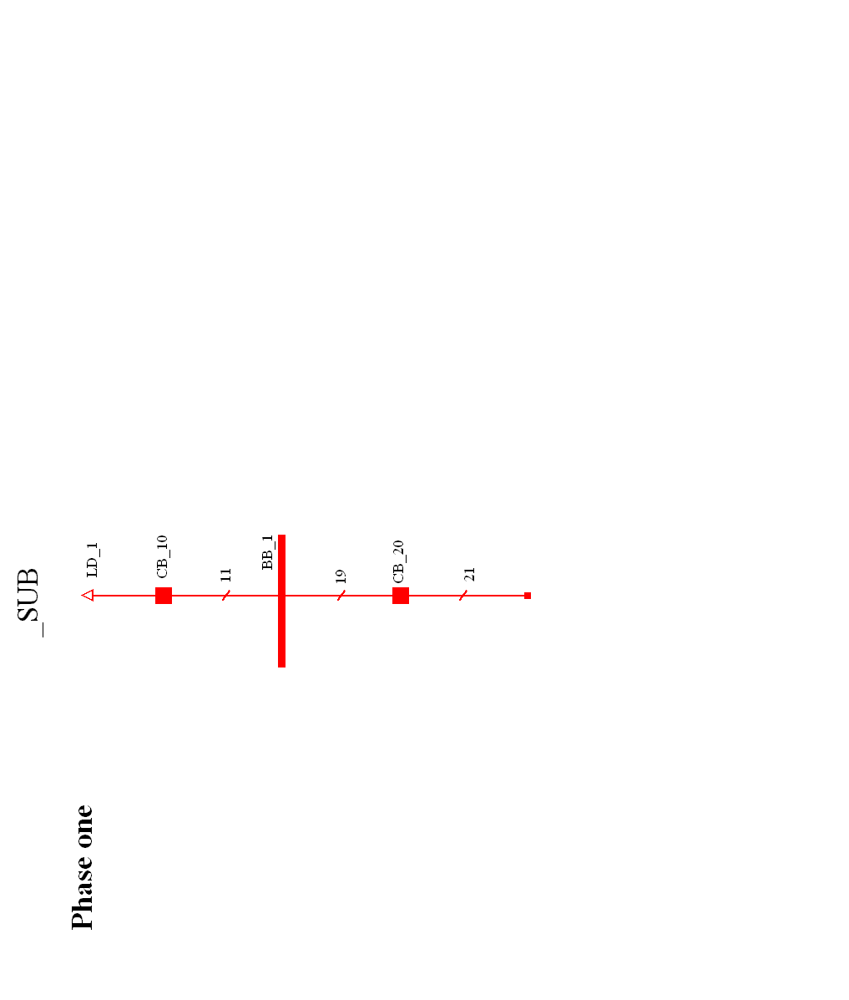 _SUB
Phase one
LD_1
CB_10
11
BB_1
19
CB_20
21